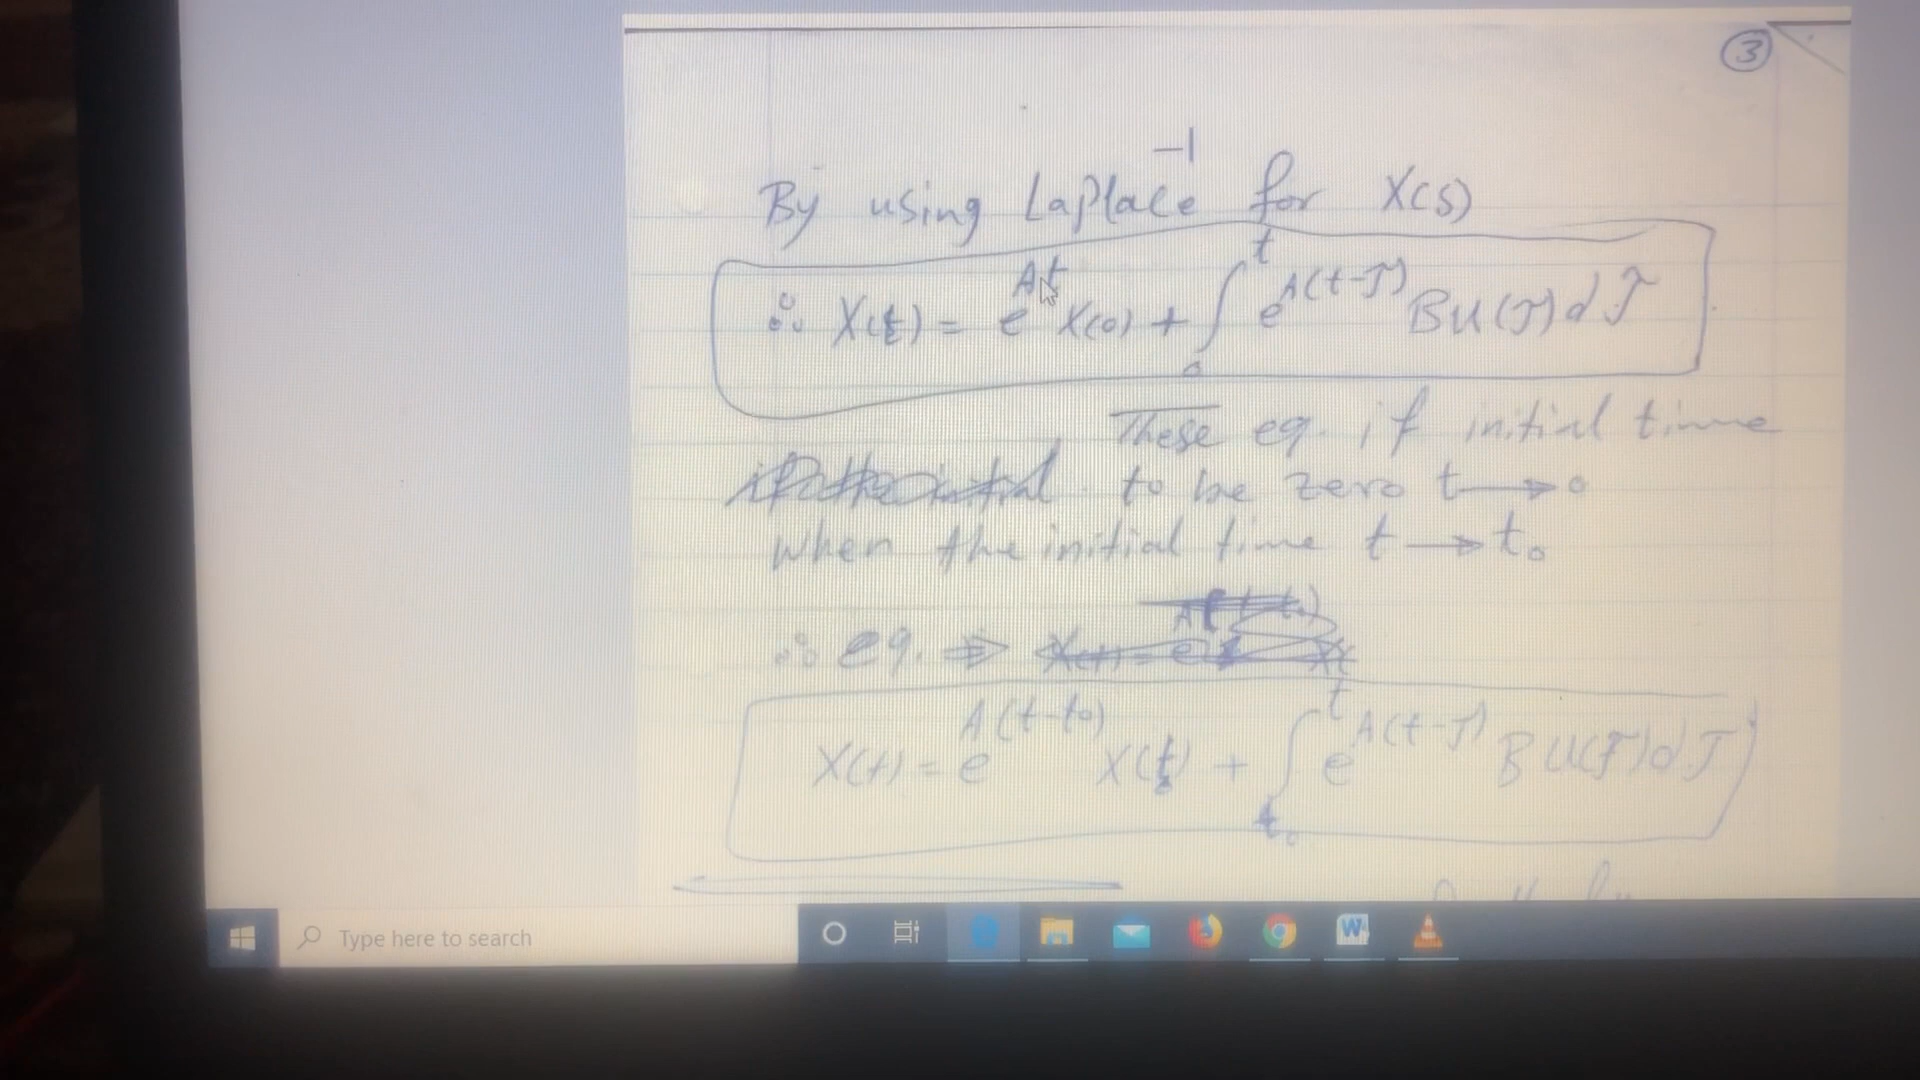 ③
By using Laplace⁻¹ for X(s)
∴ X(t) = e^{At} X(0) + ∫₀ᵗ e^{A(t-τ)} BU(τ)dτ
These eq. if initial time
to be zero t → 0
When the initial time t → t₀
∴ eq. ⇒
X(t) = e^{A(t-t₀)} X(t₀) + ∫_{t₀}^{t} e^{A(t-τ)} BU(τ)dτ
Type here to search